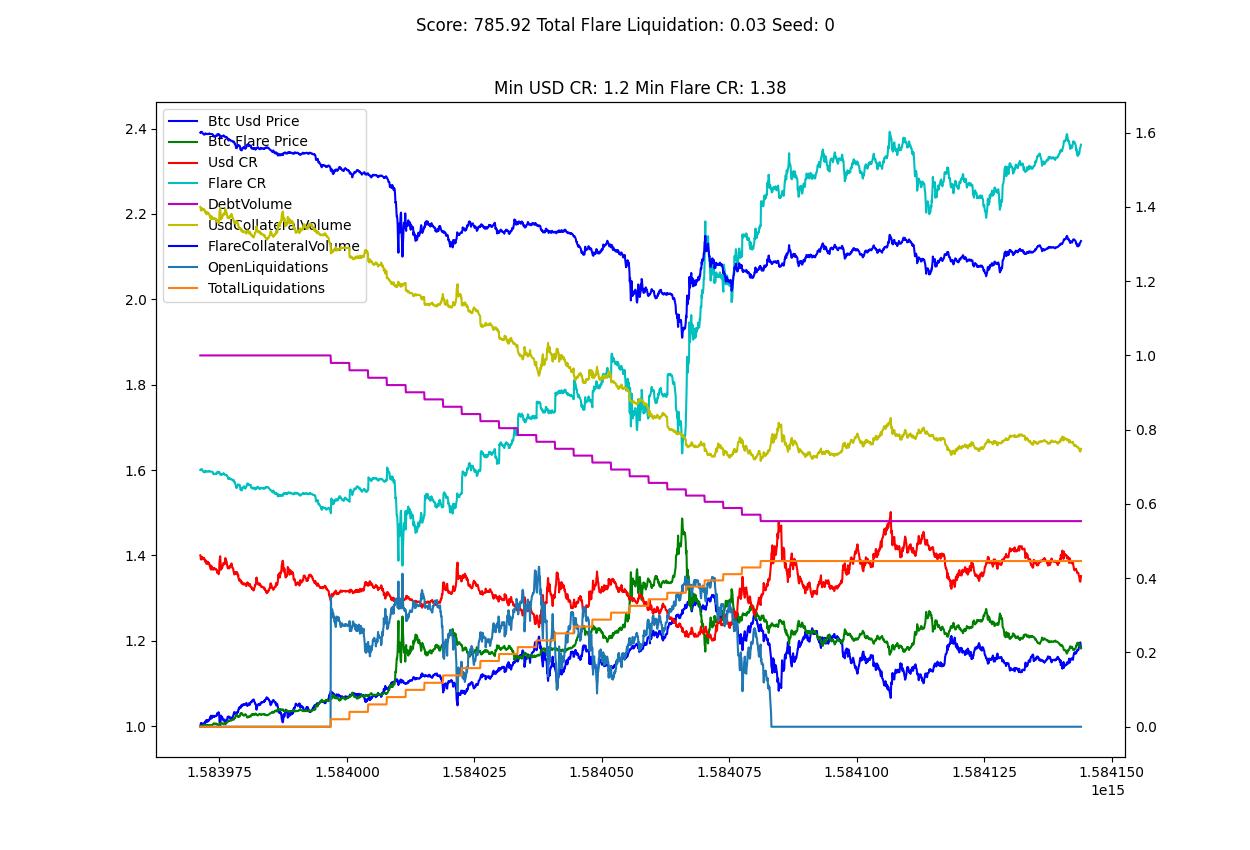 Score: 785.92 Total Flare Liquidation: 0.03 Seed: 0
Min USD CR: 1.2 Min Flare CR: 1.38
Btc Usd Price
Btc Flare Price
Usd CR
Flare CR
DebtVolume
UsdCollateralVolume
FlareCollateralVolume
OpenLiquidations
TotalLiquidations
2.4
2.2
2.0
1.8
1.6
1.4
1.2
1.0
1.6
1.4
1.2
1.0
0.8
0.6
0.4
0.2
0.0
1.583975 1.584000 1.584025 1.584050 1.584075 1.584100 1.584125 1.584150
1e15